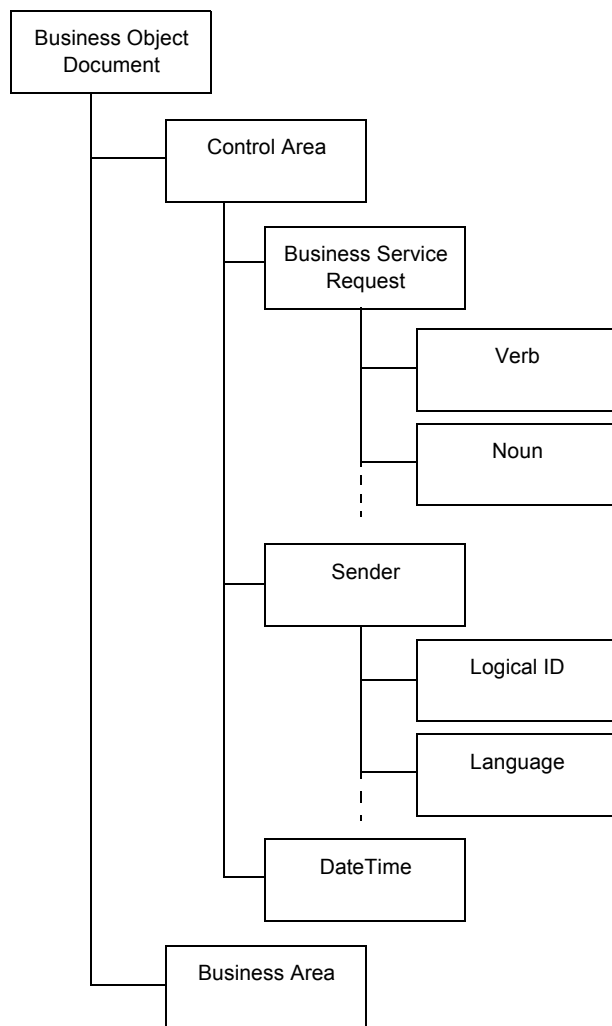 Business Object
Document
Control Area
Business Service
Request
Verb
Noun
Sender
Logical ID
Language
DateTime
Business Area